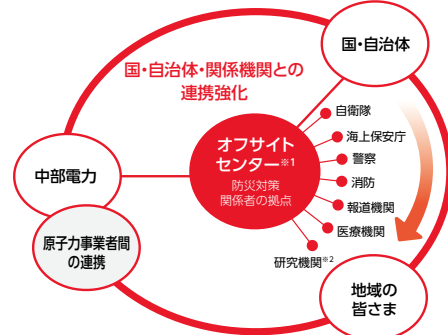 国・自治体
国・自治体・関係機関との
連携強化
自衛隊
海上保安庁
警察
消防
報道機関
医療機関
研究機関※2
オフサイト
センター※1
防災対策
関係者の拠点
中部電力
原子力事業者間
の連携
地域の
皆さま